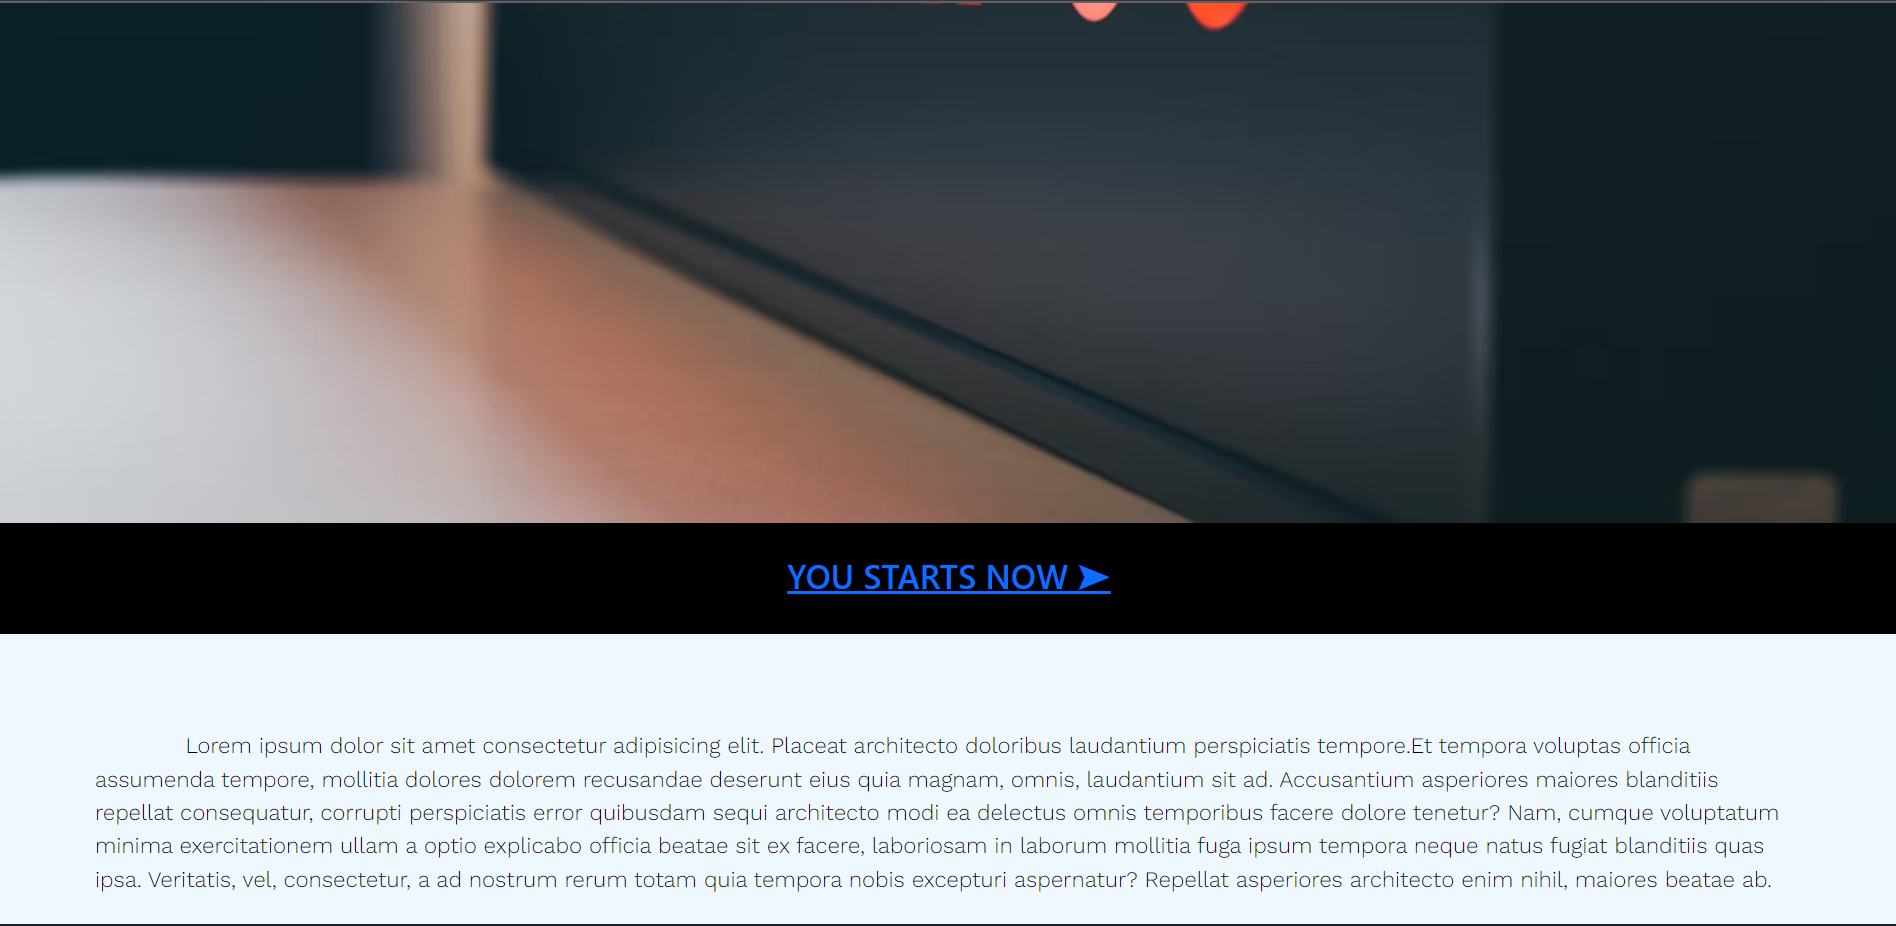 YOU STARTS NOW ➤
Lorem ipsum dolor sit amet consectetur adipisicing elit. Placeat architecto doloribus laudantium perspiciatis tempore.Et tempora voluptas officia
assumenda tempore, mollitia dolores dolorem recusandae deserunt eius quia magnam, omnis, laudantium sit ad. Accusantium asperiores maiores blanditiis
repellat consequatur, corrupti perspiciatis error quibusdam sequi architecto modi ea delectus omnis temporibus facere dolore tenetur? Nam, cumque voluptatum
minima exercitationem ullam a optio explicabo officia beatae sit ex facere, laboriosam in laborum mollitia fuga ipsum tempora neque natus fugiat blanditiis quas
ipsa. Veritatis, vel, consectetur, a ad nostrum rerum totam quia tempora nobis excepturi aspernatur? Repellat asperiores architecto enim nihil, maiores beatae ab.